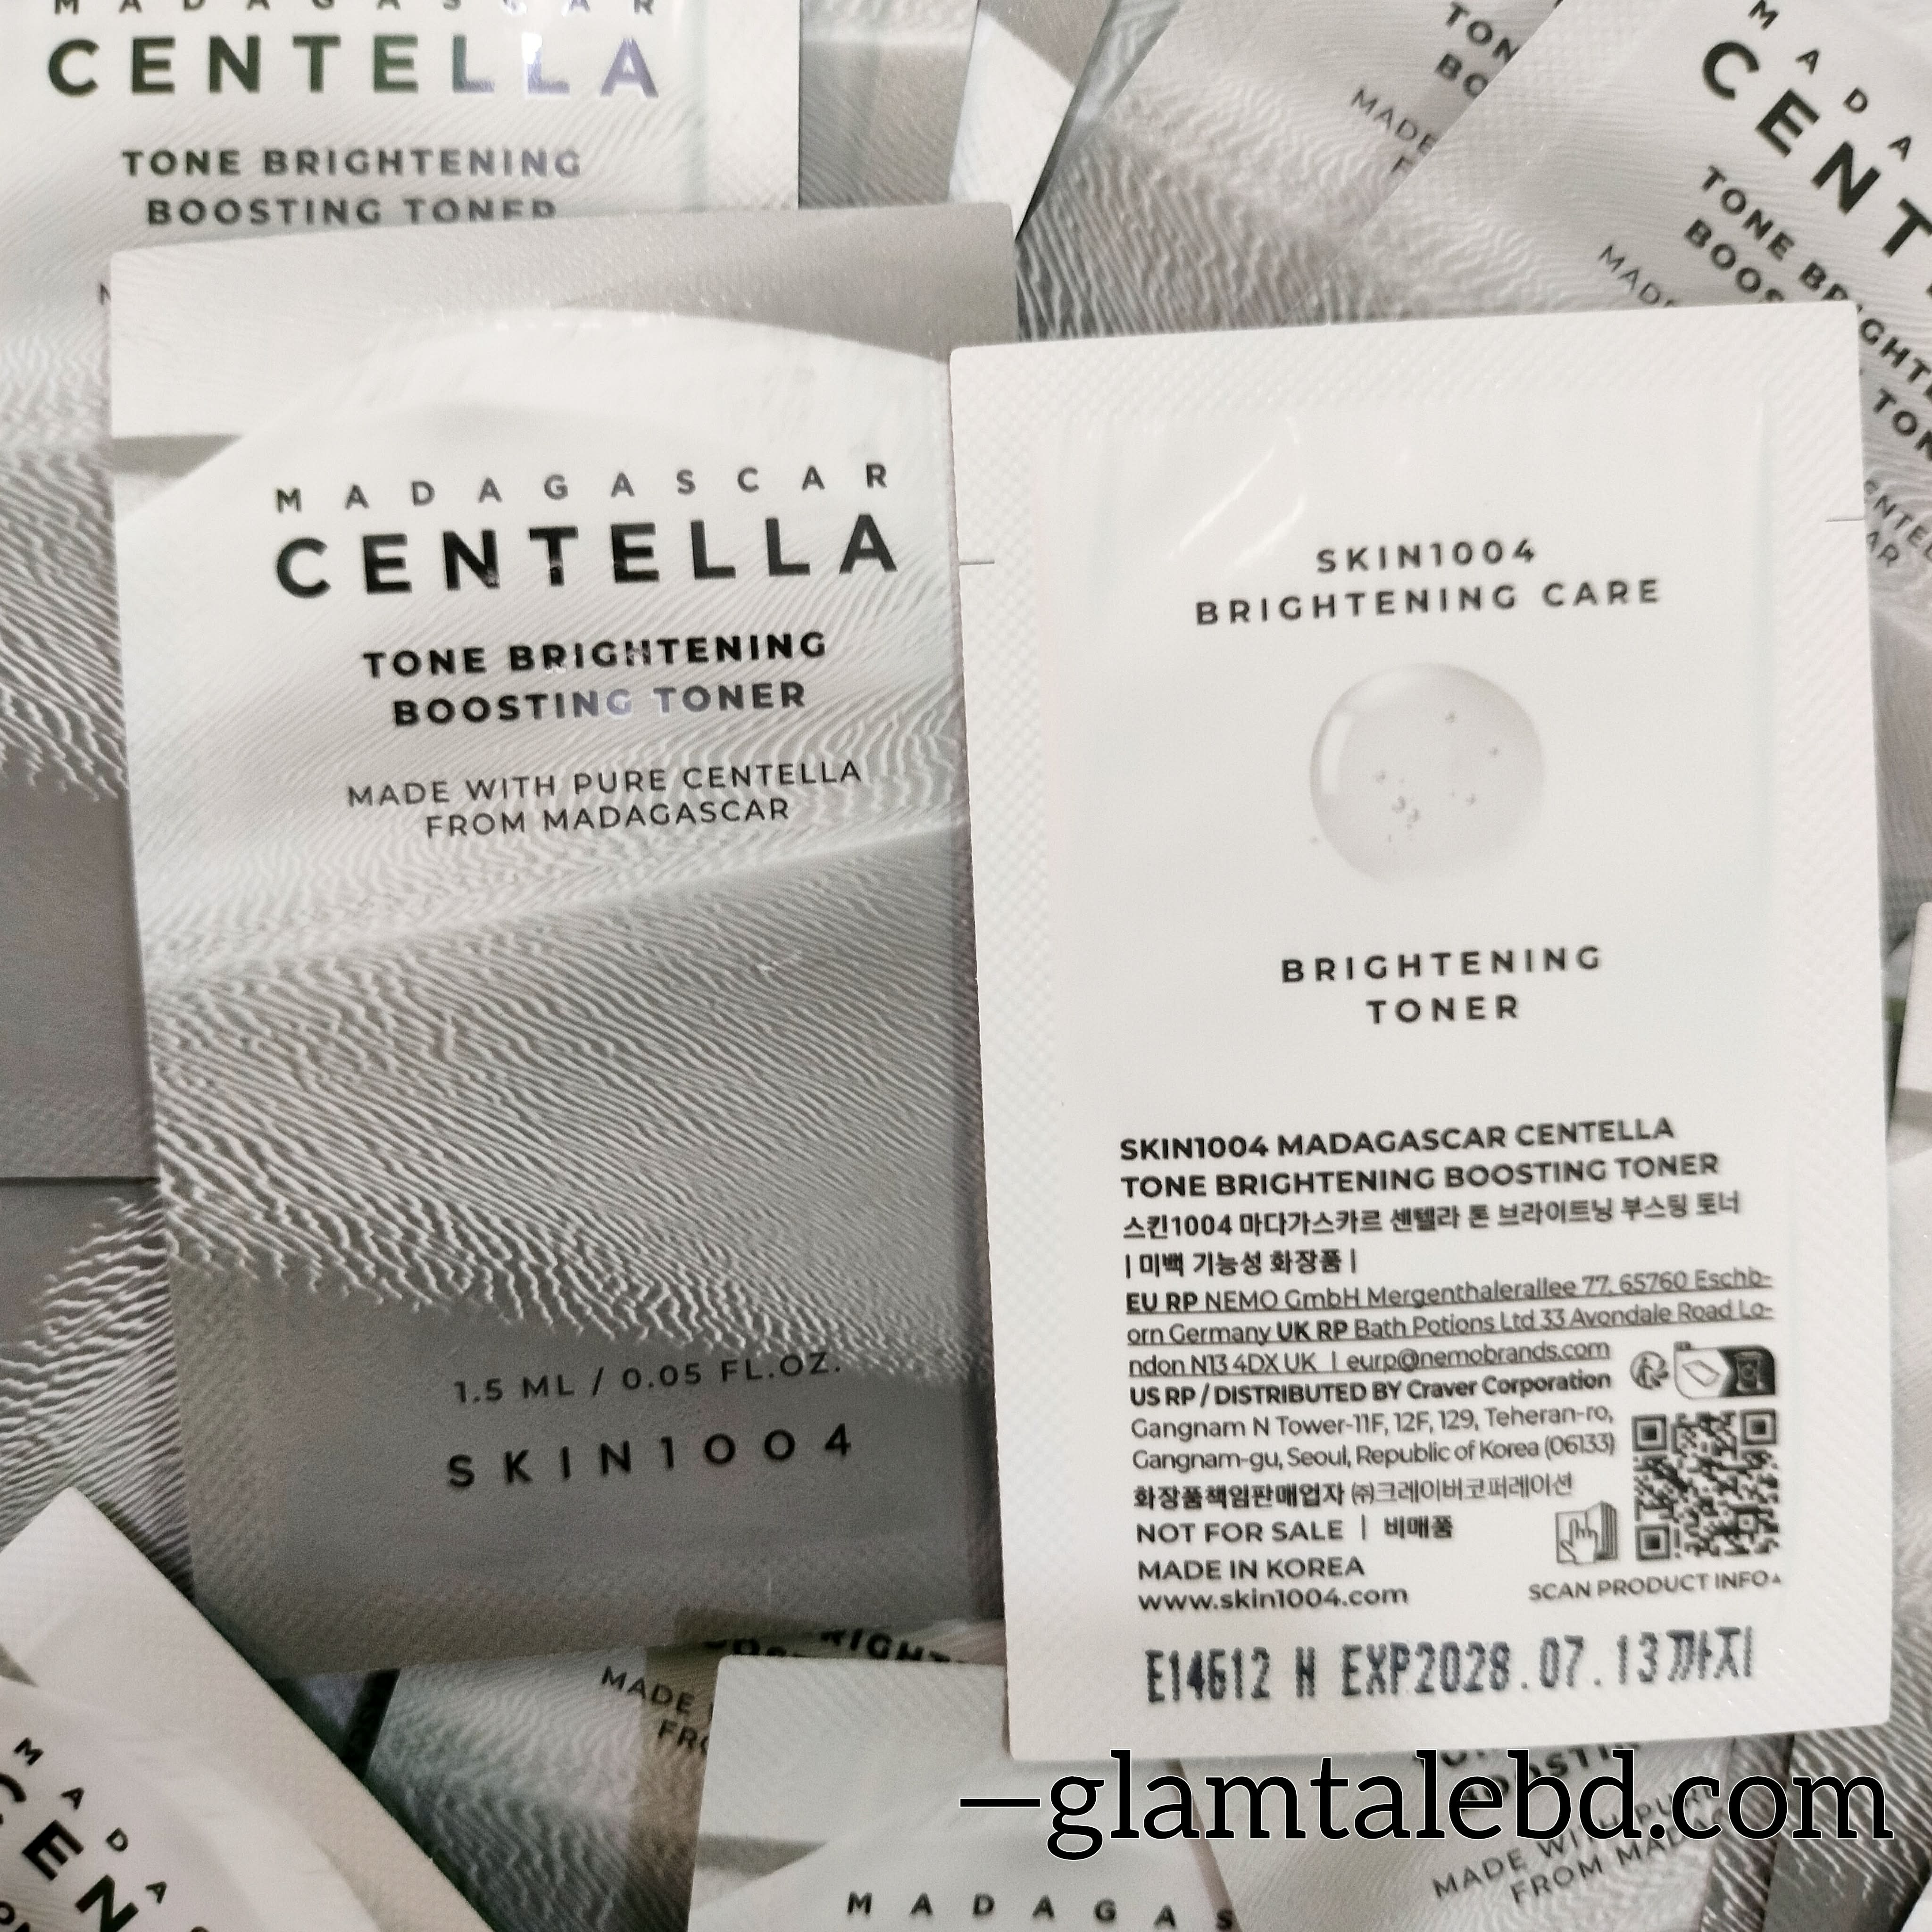 MADAGASCAR
CENTELLA
TONE BRIGHTENING
BOOSTING TONER
MADAGASCAR
CENTELLA
TONE BRIGHTENING
BOOSTING TONER
MADE WITH PURE CENTELLA
FROM MADAGASCAR
1.5 ML / 0.05 FL.OZ.
SKIN1004
SKIN1004
BRIGHTENING CARE
BRIGHTENING
TONER
SKIN1004 MADAGASCAR CENTELLA
TONE BRIGHTENING BOOSTING TONER
스킨1004 마다가스카르 센텔라 톤 브라이트닝 부스팅 토너
| 미백 기능성 화장품 |
EU RP NEMO GmbH Mergenthalerallee 77, 65760 Eschb-
orn Germany UK RP Bath Potions Ltd 33 Avondale Road Lo-
ndon N13 4DX UK | eurp@nemobrands.com
US RP / DISTRIBUTED BY Craver Corporation
Gangnam N Tower-11F, 12F, 129, Teheran-ro,
Gangnam-gu, Seoul, Republic of Korea (06133)
화장품책임판매업자 ㈜크레이버코퍼레이션
NOT FOR SALE | 비매품
MADE IN KOREA
www.skin1004.com
SCAN PRODUCT INFO
E14612 H EXP2028.07.13까지
—glamtalebd.com